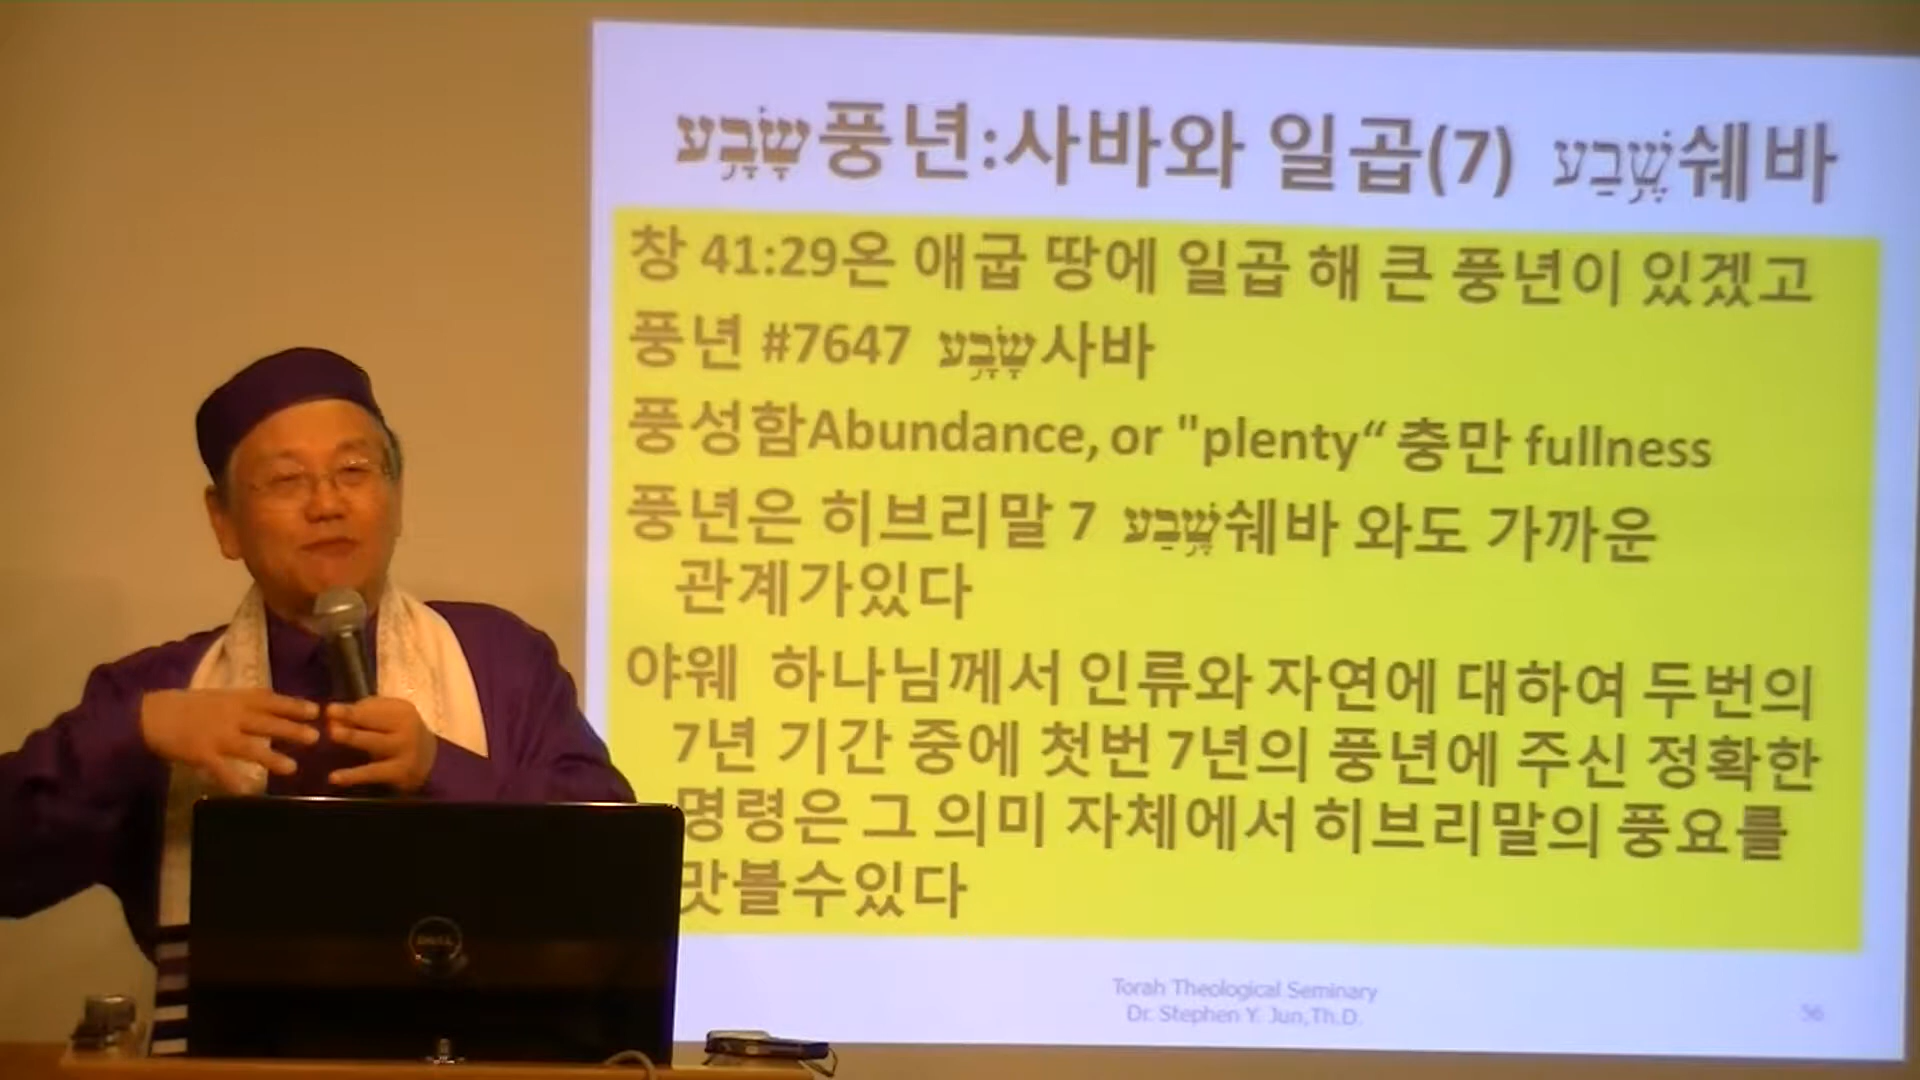 שָׂבָ֥ע풍년:사바와 일곱(7) שֶׁ֥בַע쉐바
창 41:29온 애굽 땅에 일곱 해 큰 풍년이 있겠고
풍년 #7647 שָׂבָ֥ע사바
풍성함Abundance, or "plenty“ 충만 fullness
풍년은 히브리말 7 שֶׁ֥בַע쉐바 와도 가까운
관계가있다
야웨 하나님께서 인류와 자연에 대하여 두번의
7년 기간 중에 첫번 7년의 풍년에 주신 정확한
명령은 그 의미 자체에서 히브리말의 풍요를
맛볼수있다
Torah Theological Seminary
Dr. Stephen Y. Jun,Th.D.
56
DELL